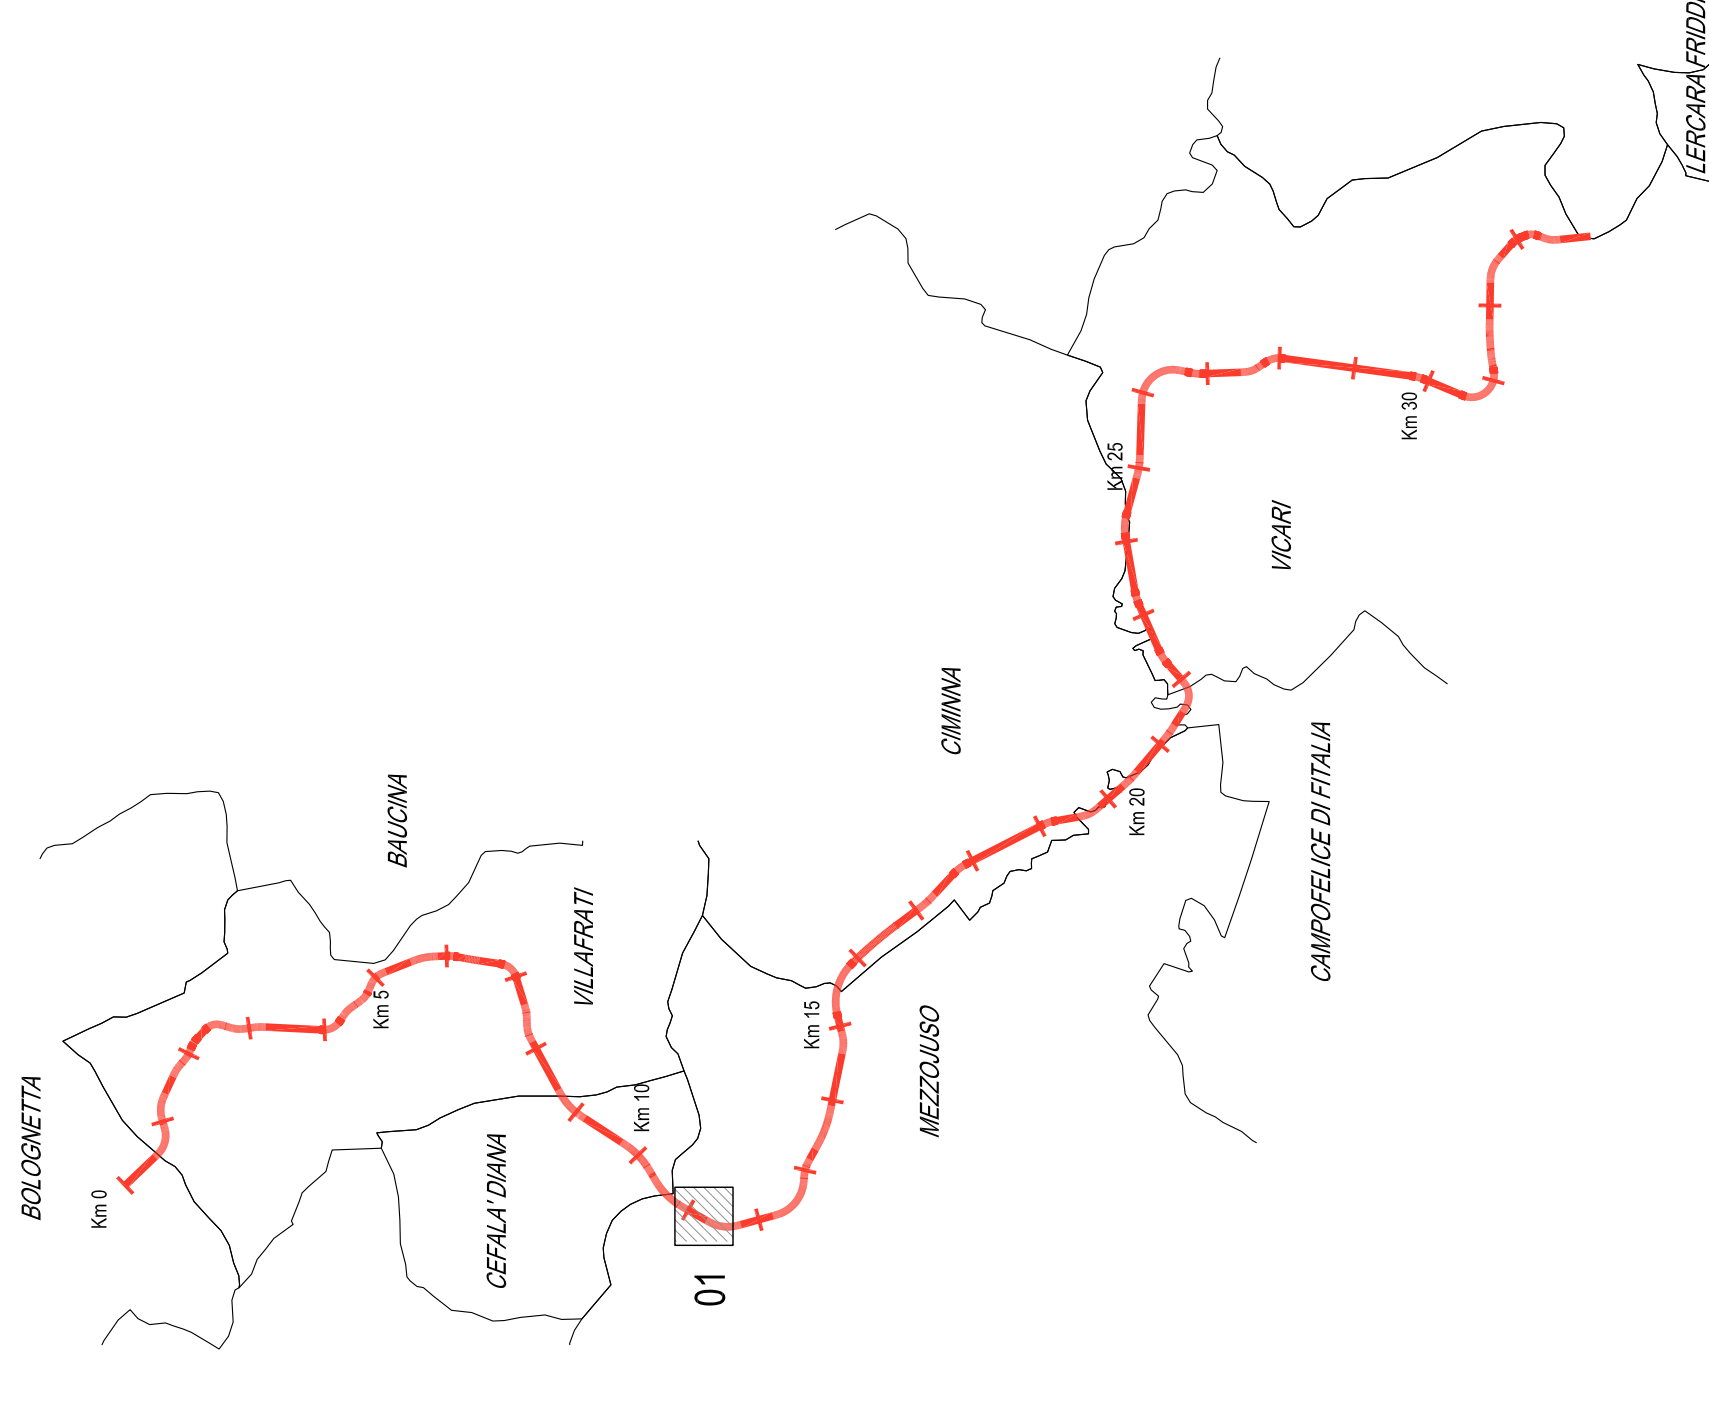 BOLOGNETTA
Km 0
BAUCINA
Km 5
VILLAFRATI
CEFALA' DIANA
Km 10
01
Km 15
MEZZOJUSO
CIMINNA
Km 20
CAMPOFELICE DI FITALIA
Km 25
VICARI
Km 30
LERCARA FRIDDI